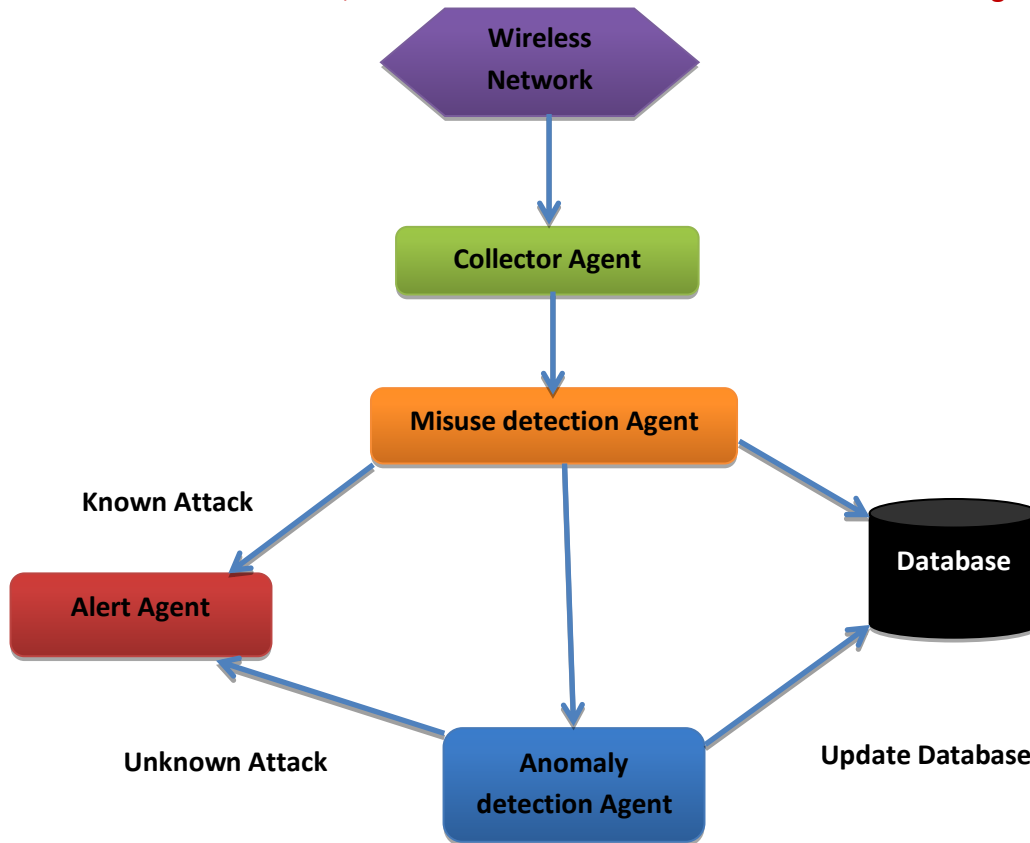 Wireless
Network
Collector Agent
Misuse detection Agent
Known Attack
Database
Alert Agent
Unknown Attack
Anomaly
detection Agent
Update Database